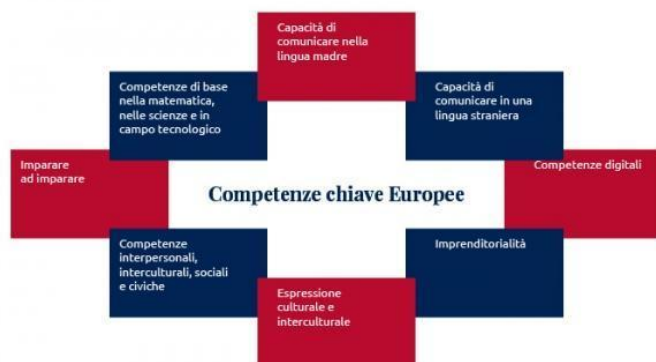 Capacità di
comunicare nella
lingua madre
Competenze di base
nella matematica,
nelle scienze e in
campo tecnologico
Capacità di
comunicare in una
lingua straniera
Imparare
ad imparare
Competenze chiave Europee
Competenze digitali
Competenze
interpersonali,
interculturali, sociali
e civiche
Espressione
culturale e
interculturale
Imprenditorialità